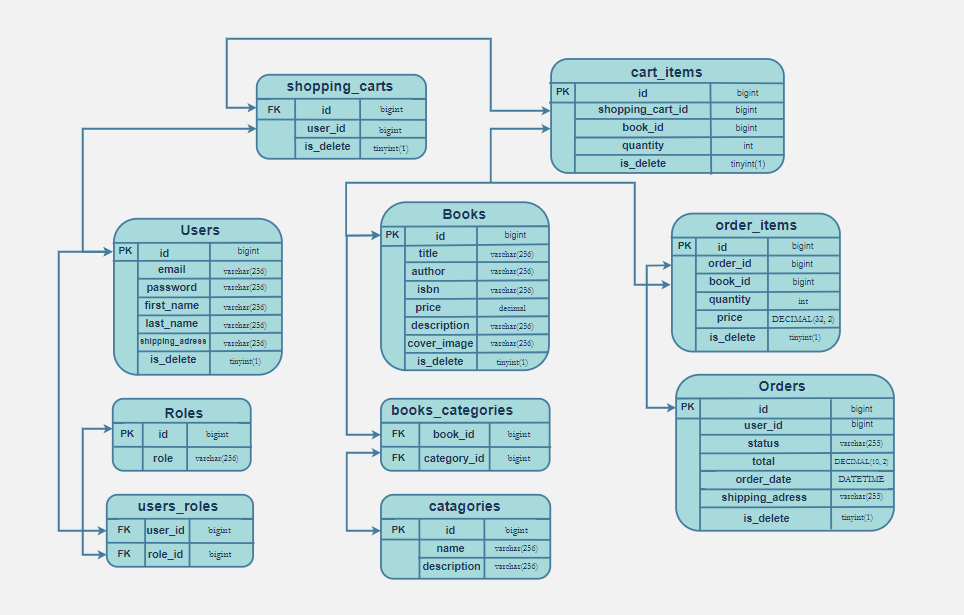 shopping_carts
FK id bigint
user_id bigint
is_delete tinyint(1)
cart_items
PK id bigint
shopping_cart_id bigint
book_id bigint
quantity int
is_delete tinyint(1)
Users
PK id bigint
email varchar(256)
password varchar(256)
first_name varchar(256)
last_name varchar(256)
shipping_adress varchar(256)
is_delete tinyint(1)
Books
PK id bigint
title varchar(256)
author varchar(256)
isbn varchar(256)
price decimal
description varchar(256)
cover_image varchar(256)
is_delete tinyint(1)
order_items
PK id bigint
order_id bigint
book_id bigint
quantity int
price DECIMAL(32, 2)
is_delete tinyint(1)
Roles
PK id bigint
role varchar(256)
books_categories
FK book_id bigint
FK category_id bigint
Orders
PK id bigint
user_id bigint
status varchar(255)
total DECIMAL(10, 2)
order_date DATETIME
shipping_adress varchar(255)
is_delete tinyint(1)
users_roles
FK user_id bigint
FK role_id bigint
catagories
PK id bigint
name varchar(256)
description varchar(256)